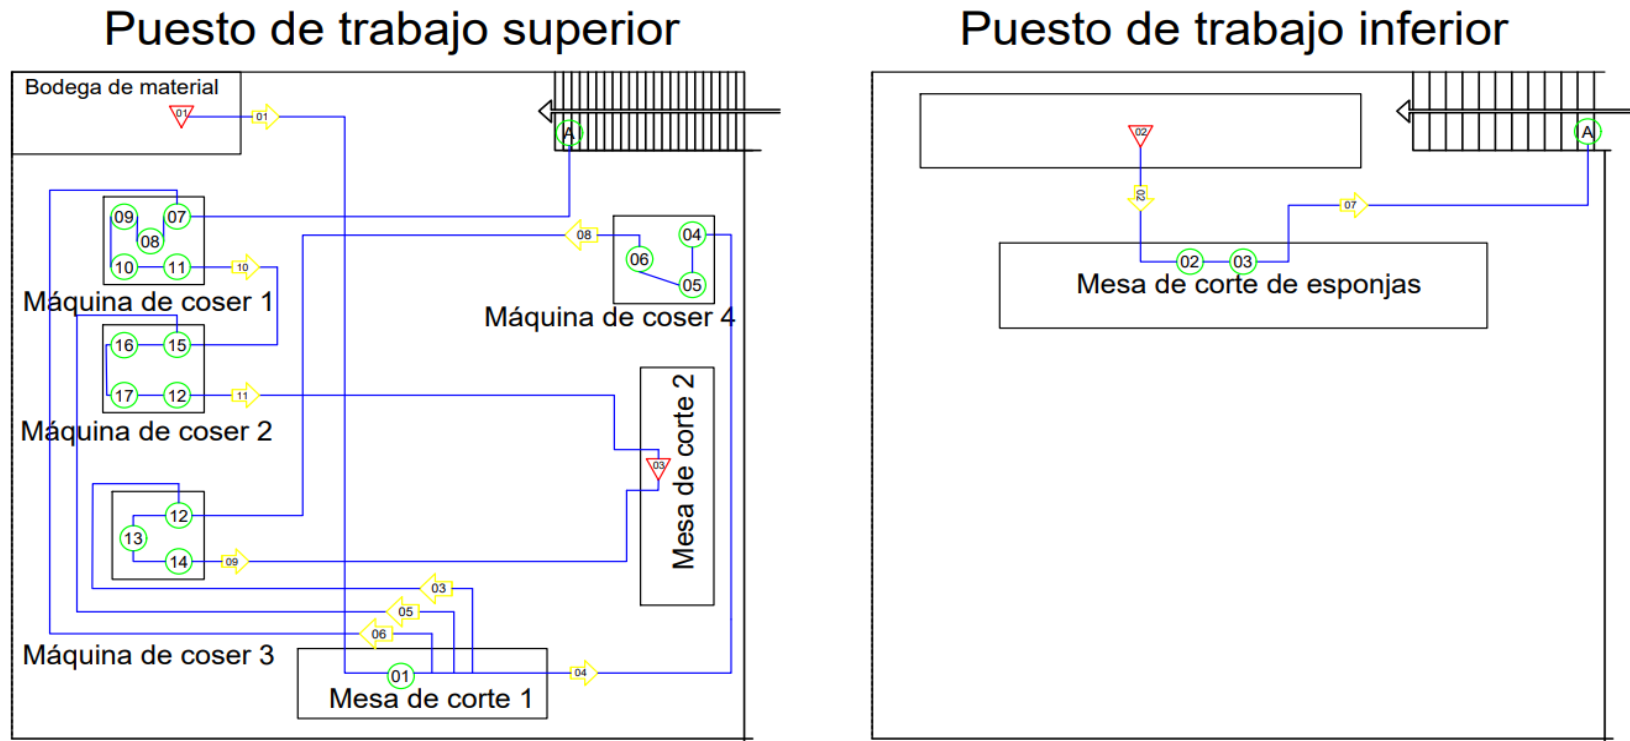 Puesto de trabajo superior
Bodega de material
01
01
A
09
07
08
10
11
10
Máquina de coser 1
08
04
06
05
Máquina de coser 4
16
15
17
12
11
Máquina de coser 2
03
Mesa de corte 2
12
13
14
09
03
05
06
Máquina de coser 3
01
04
Mesa de corte 1
Puesto de trabajo inferior
02
A
02
07
02
03
Mesa de corte de esponjas